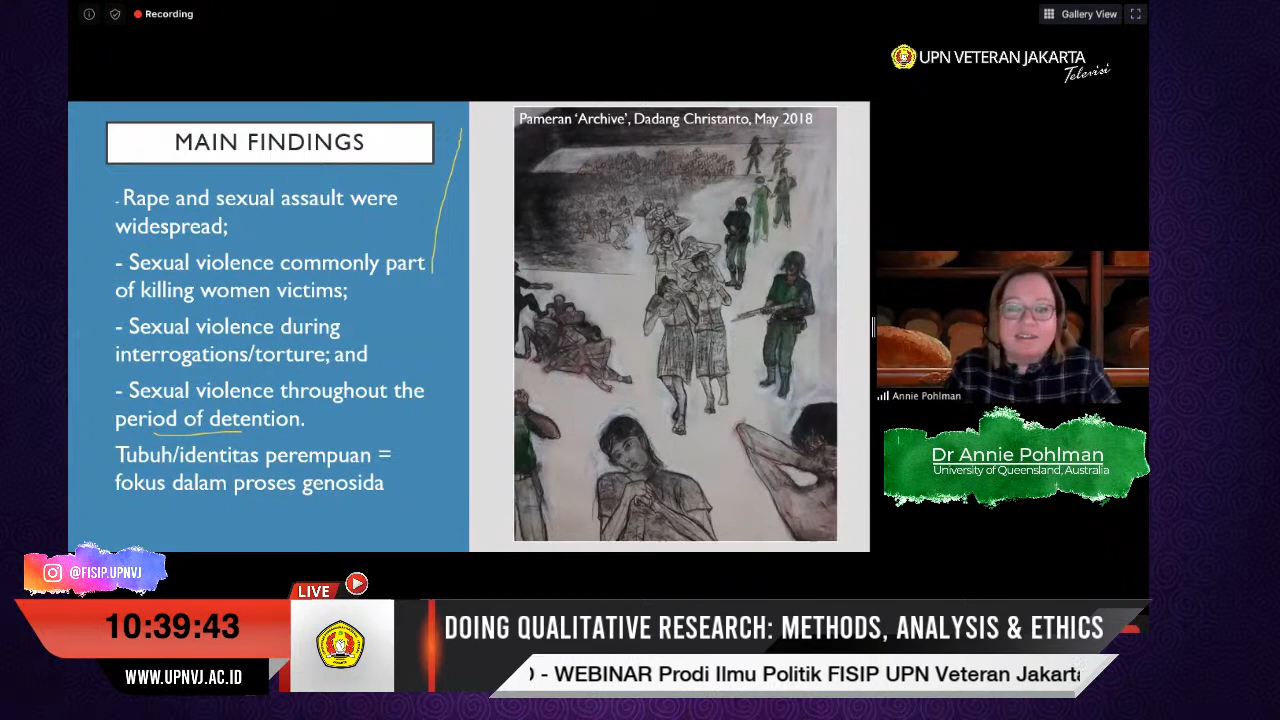 Recording
Gallery View
UPN VETERAN JAKARTA
Televisi
MAIN FINDINGS
- Rape and sexual assault were
widespread;
- Sexual violence commonly part
of killing women victims;
- Sexual violence during
interrogations/torture; and
- Sexual violence throughout the
period of detention.
Tubuh/identitas perempuan =
fokus dalam proses genosida
Pameran ‘Archive’, Dadang Christanto, May 2018
Annie Pohlman
Dr Annie Pohlman
University of Queensland, Australia
@FISIP.UPNVJ
LIVE
10:39:43
DOING QUALITATIVE RESEARCH: METHODS, ANALYSIS & ETHICS
WWW.UPNVJ.AC.ID
- WEBINAR Prodi Ilmu Politik FISIP UPN Veteran Jakarta